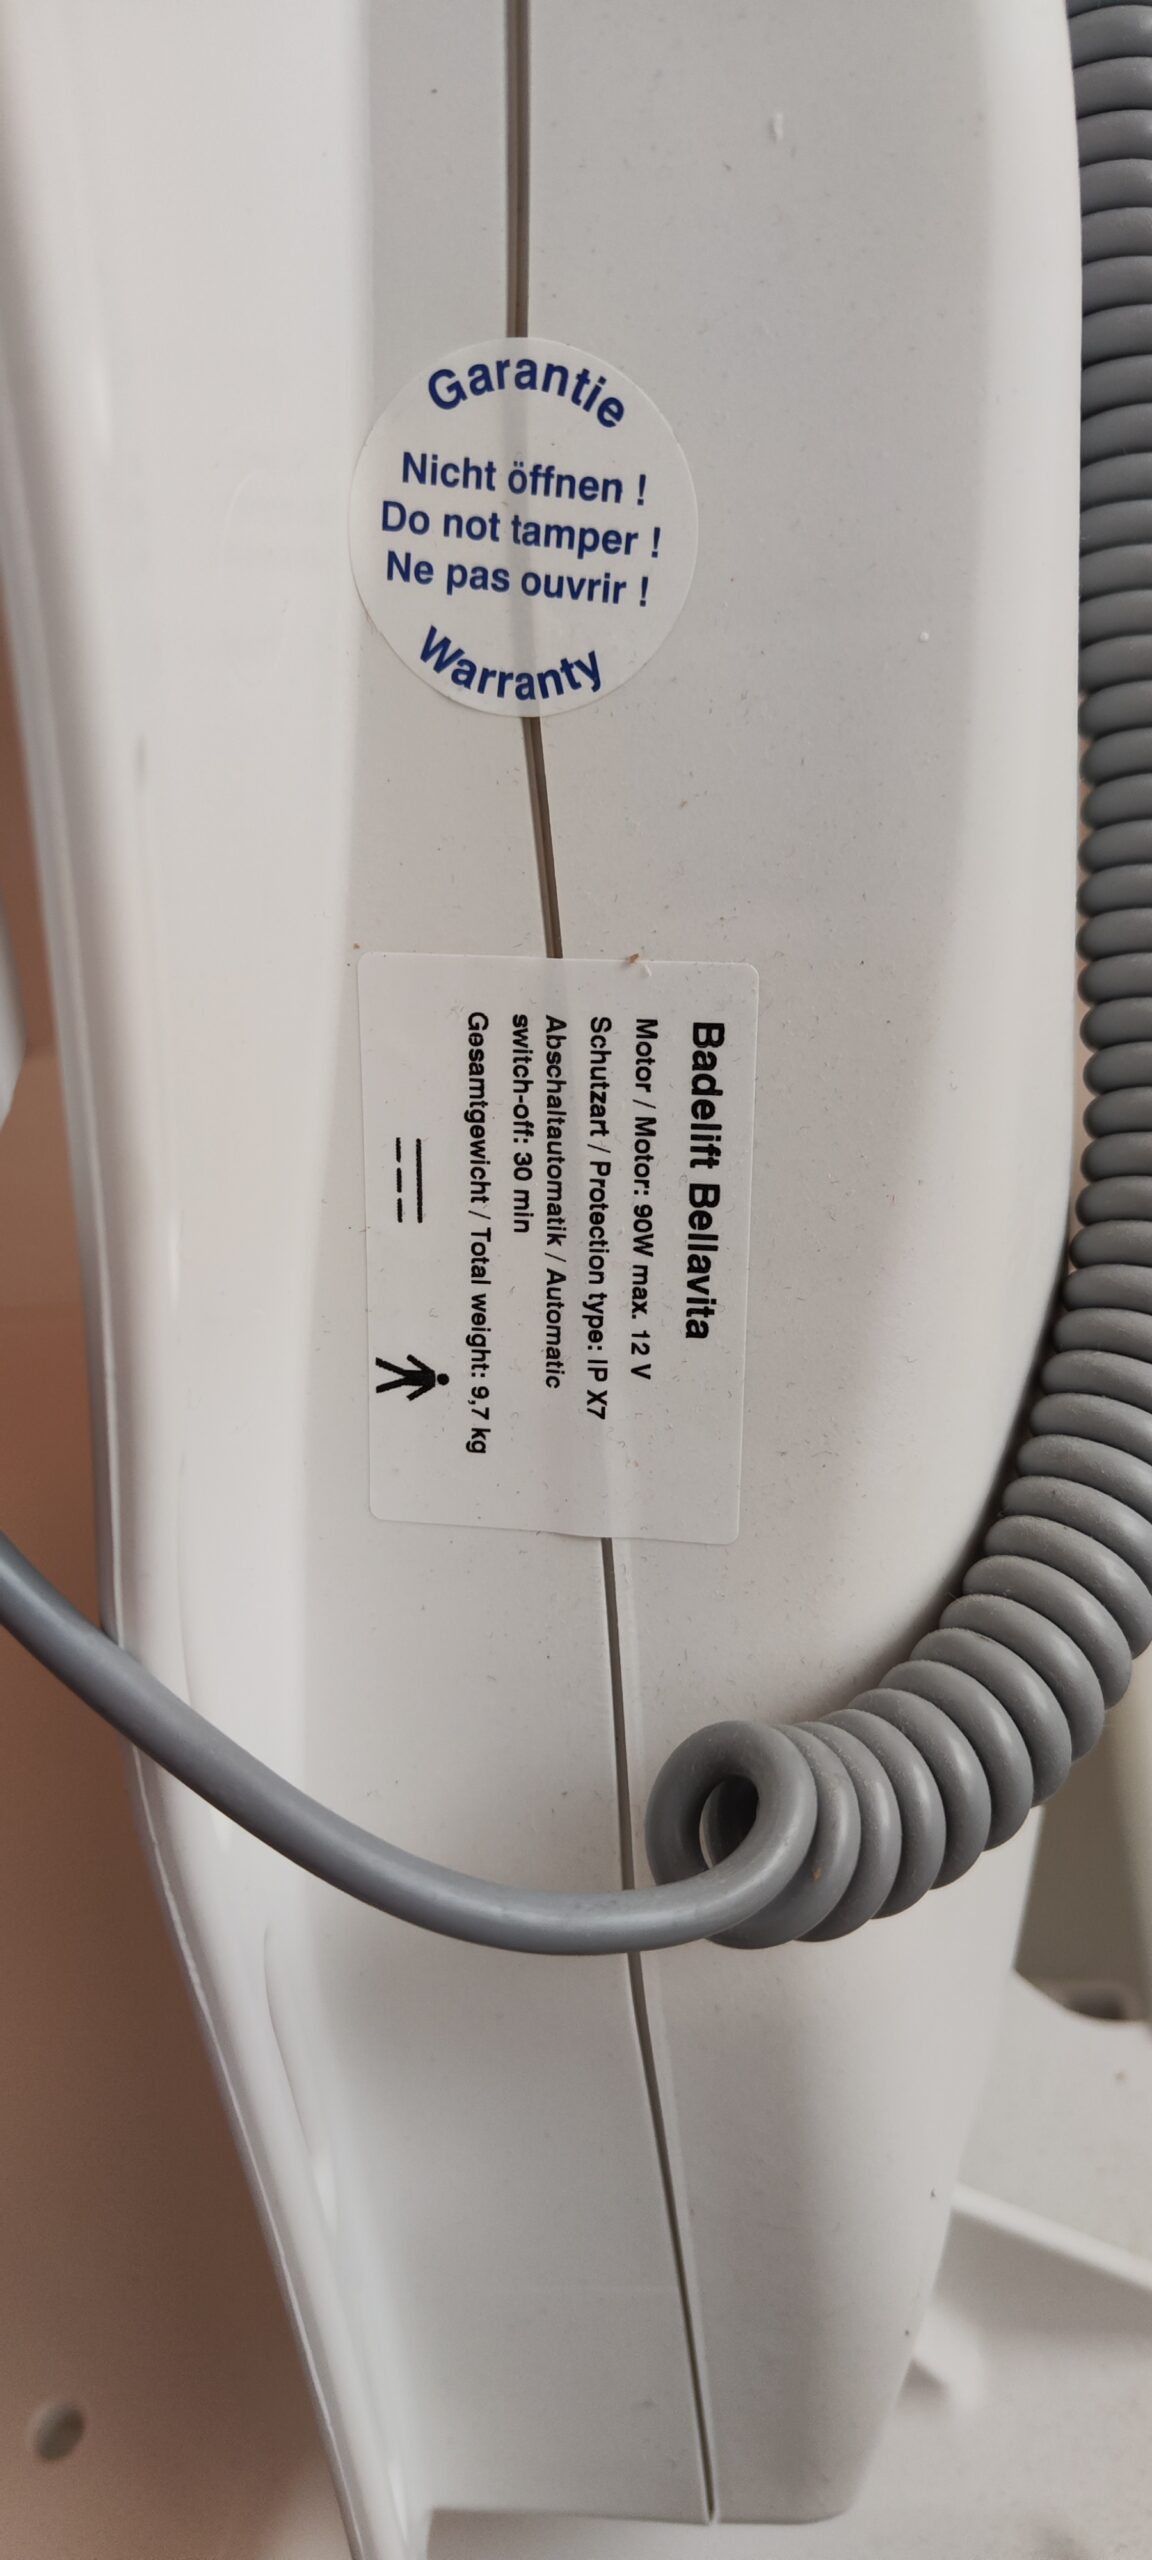 Garantie
Nicht öffnen !
Do not tamper !
Ne pas ouvrir !
Warranty
Badelift Bellavita
Motor / Motor: 90W max. 12 V
Schutzart / Protection type: IP X7
Abschaltautomatik / Automatic
switch-off: 30 min
Gesamtgewicht / Total weight: 9,7 kg